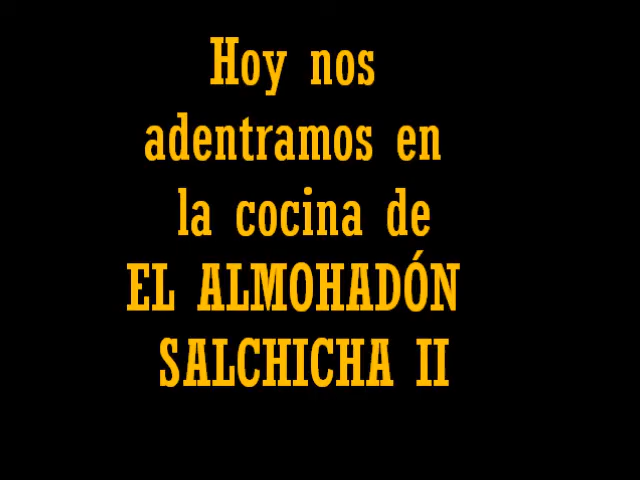 Hoy nos
adentramos en
la cocina de
EL ALMOHADÓN
SALCHICHA II